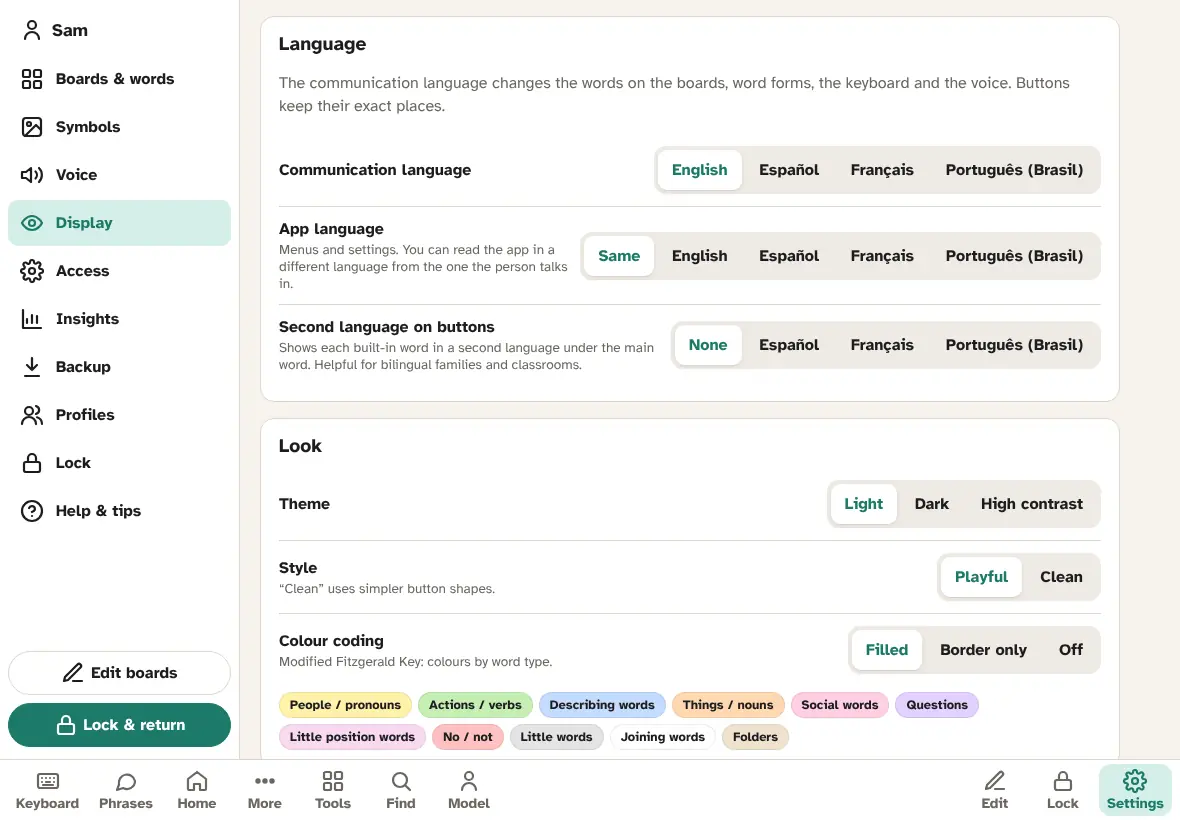 Sam
Boards & words
Symbols
Voice
Display
Access
Insights
Backup
Profiles
Lock
Help & tips
Edit boards
Lock & return
Language
The communication language changes the words on the boards, word forms, the keyboard and the voice. Buttons
keep their exact places.
Communication language
English Español Français Português (Brasil)
App language
Menus and settings. You can read the app in a
different language from the one the person talks
in.
Same English Español Français Português (Brasil)
Second language on buttons
Shows each built-in word in a second language under the main
word. Helpful for bilingual families and classrooms.
None Español Français Português (Brasil)
Look
Theme
Light Dark High contrast
Style
“Clean” uses simpler button shapes.
Playful Clean
Colour coding
Modified Fitzgerald Key: colours by word type.
Filled Border only Off
People / pronouns Actions / verbs Describing words Things / nouns Social words Questions
Little position words No / not Little words Joining words Folders
Keyboard Phrases Home More Tools Find Model Edit Lock Settings